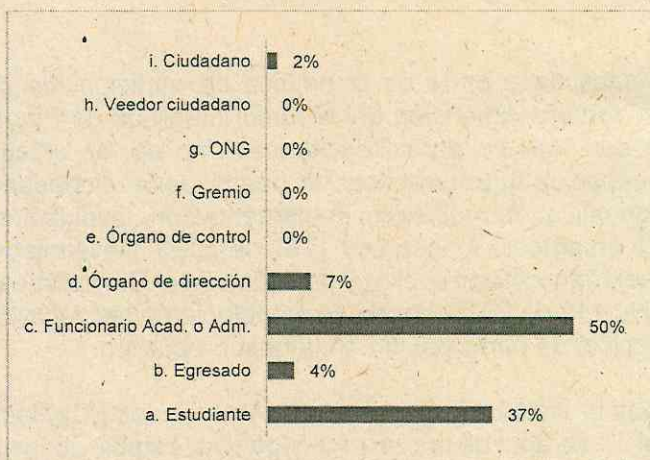 i. Ciudadano 2%
h. Veedor ciudadano 0%
g. ONG 0%
f. Gremio 0%
e. Órgano de control 0%
d. Órgano de dirección 7%
c. Funcionario Acad. o Adm. 50%
b. Egresado 4%
a. Estudiante 37%